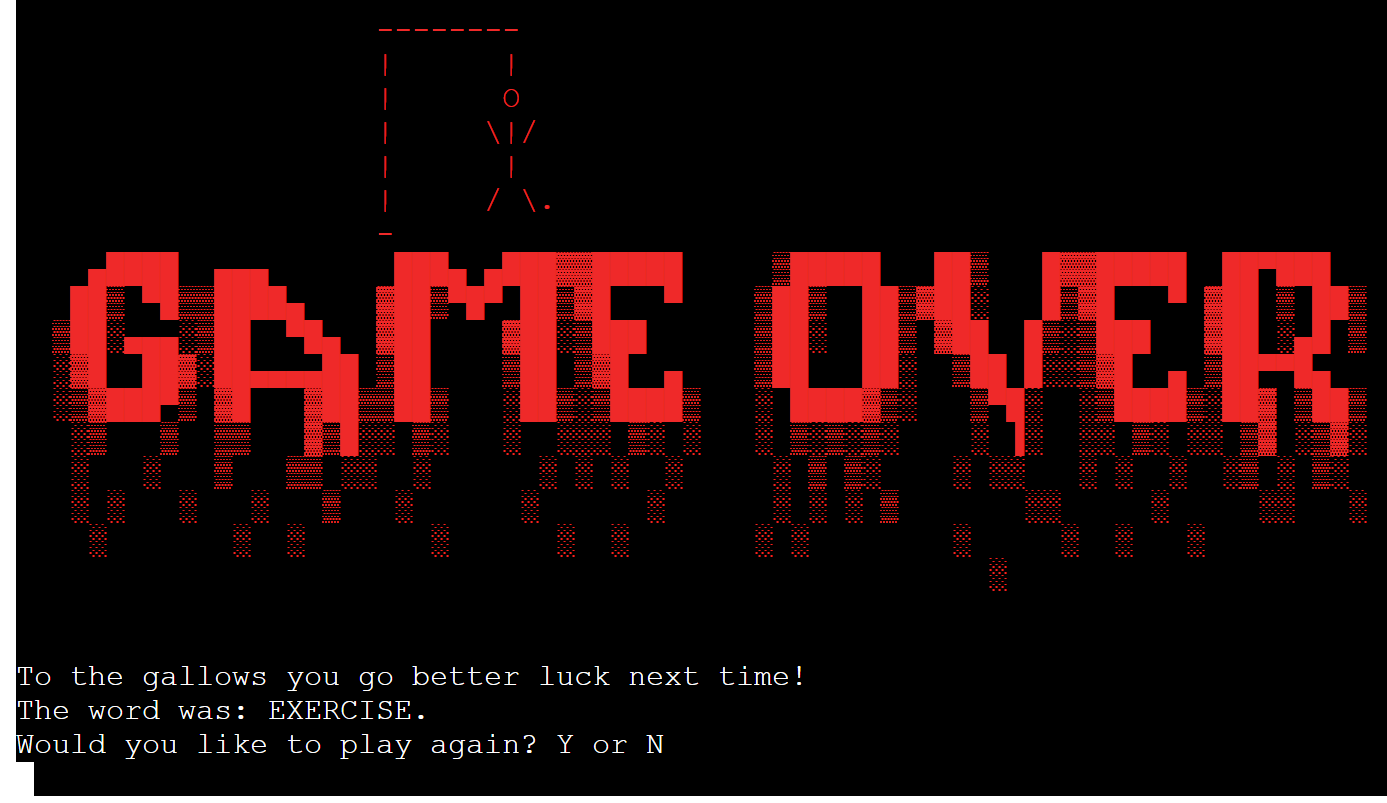 GAME OVER
To the gallows you go better luck next time!
The word was: EXERCISE.
Would you like to play again? Y or N